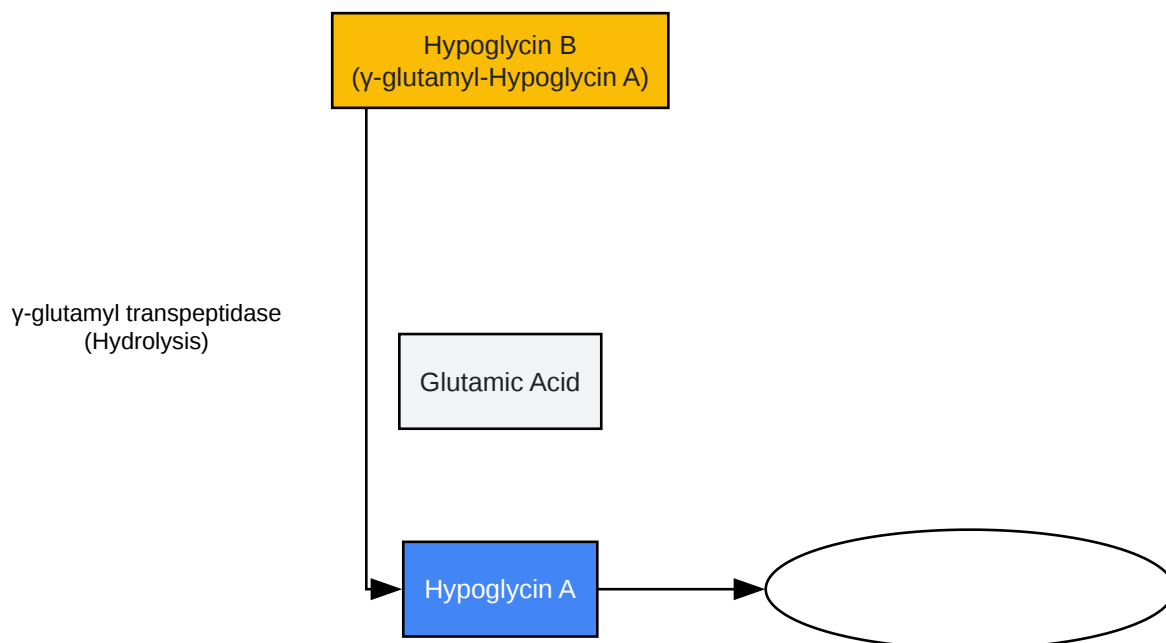 Hypoglycin B
(γ-glutamyl-Hypoglycin A)
γ-glutamyl transpeptidase
(Hydrolysis)
Glutamic Acid
Hypoglycin A